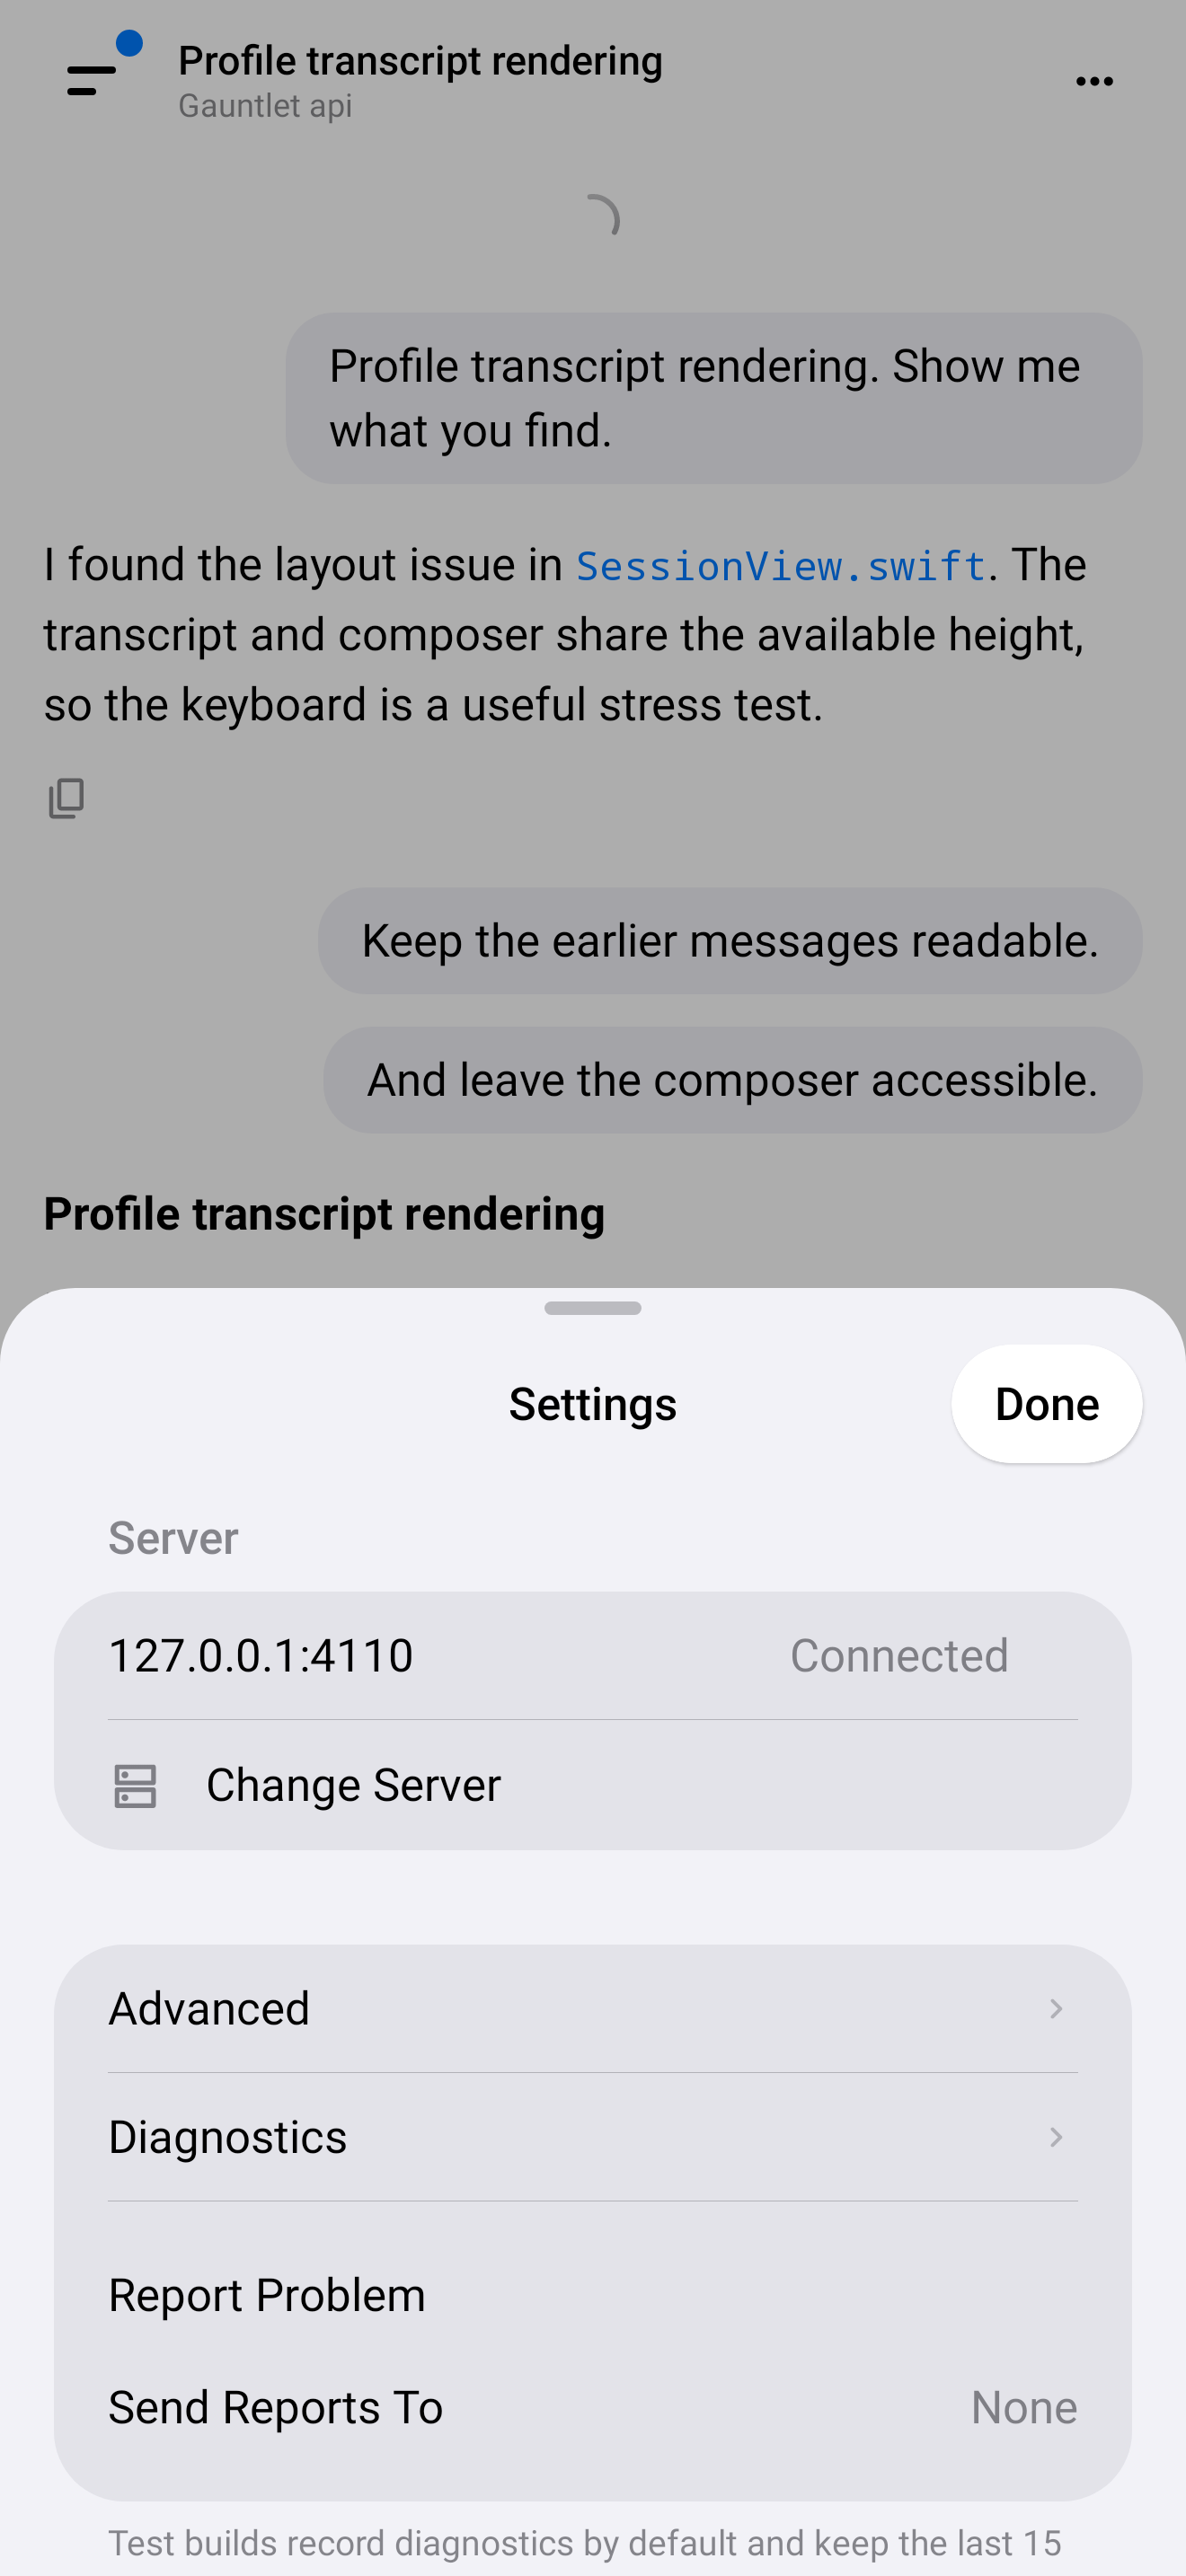 Profile transcript rendering
Gauntlet api
Profile transcript rendering. Show me
what you find.
I found the layout issue in SessionView.swift. The
transcript and composer share the available height,
so the keyboard is a useful stress test.
Keep the earlier messages readable.
And leave the composer accessible.
Profile transcript rendering
Settings
Done
Server
127.0.0.1:4110 Connected
Change Server
Advanced
Diagnostics
Report Problem
Send Reports To None
Test builds record diagnostics by default and keep the last 15